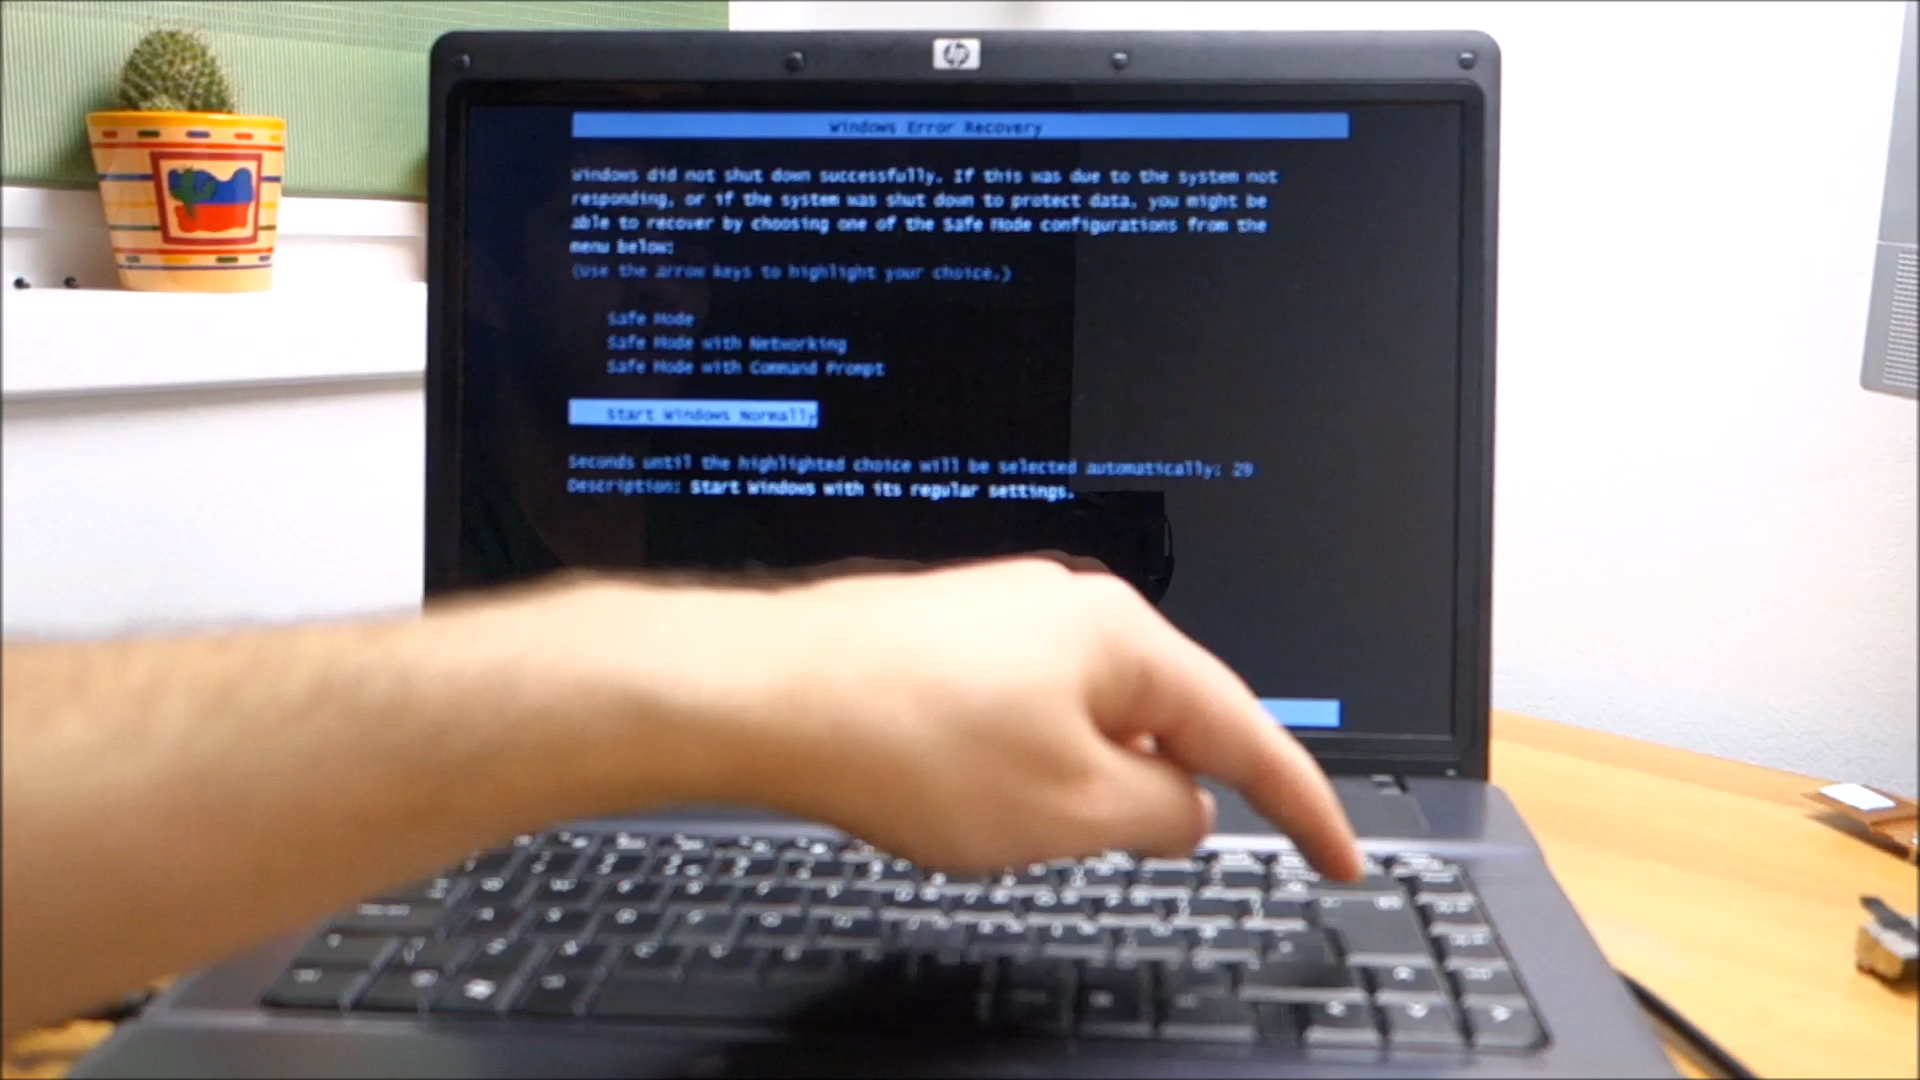 hp
Windows Error Recovery
Windows did not shut down successfully. If this was due to the system not
responding, or if the system was shut down to protect data, you might be
able to recover by choosing one of the Safe Mode configurations from the
menu below:
(Use the arrow keys to highlight your choice.)
Safe Mode
Safe Mode with Networking
Safe Mode with Command Prompt
Start Windows Normally
Seconds until the highlighted choice will be selected automatically: 29
Description: Start Windows with its regular settings.